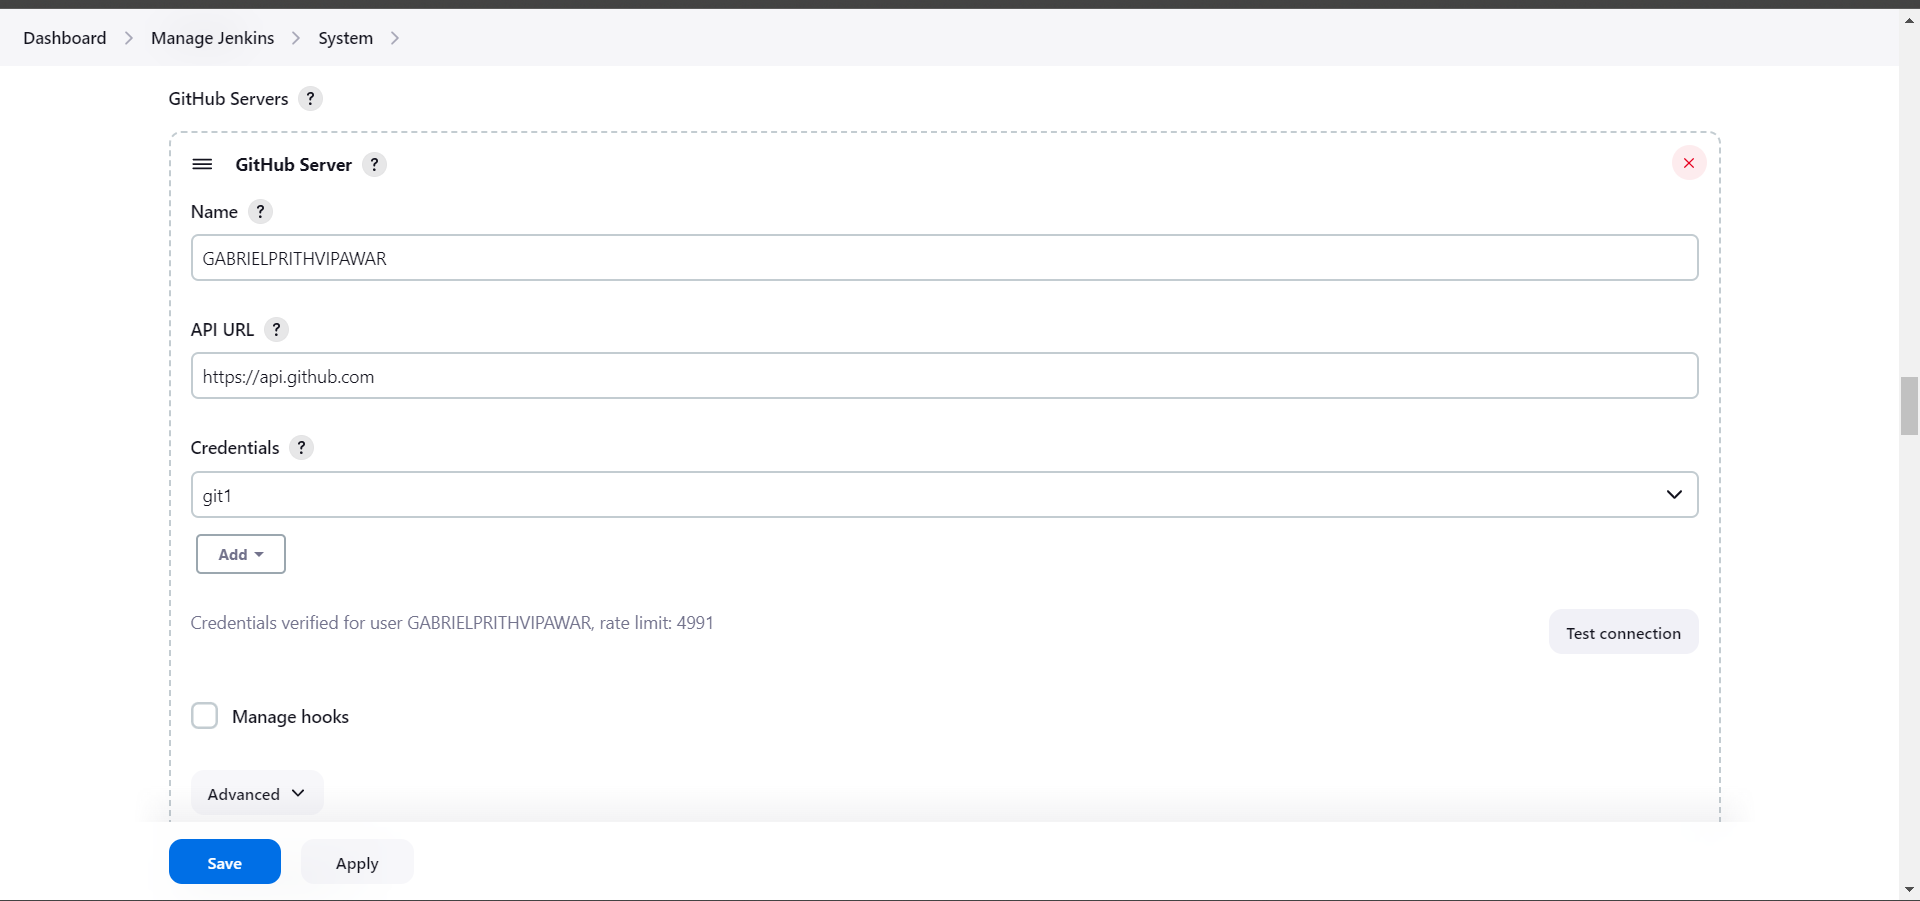 Dashboard > Manage Jenkins > System >
GitHub Servers ?
GitHub Server ?
Name ?
GABRIELPRITHVIPAWAR
API URL ?
https://api.github.com
Credentials ?
git1
Add
Credentials verified for user GABRIELPRITHVIPAWAR, rate limit: 4991
Test connection
Manage hooks
Advanced
Save Apply